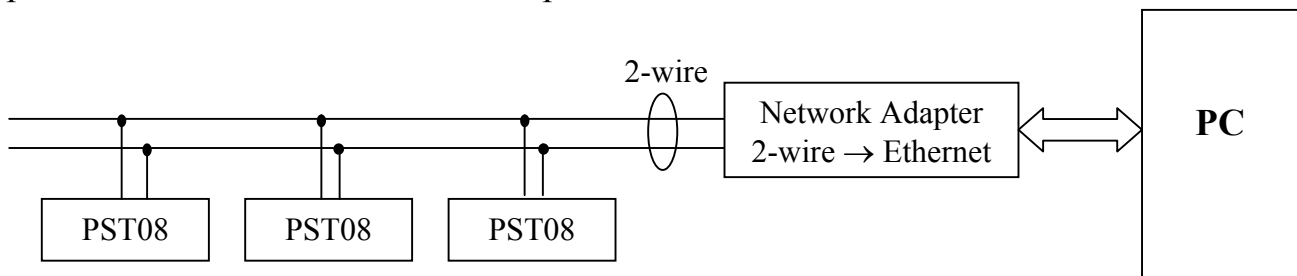 2-wire
Network Adapter
2-wire → Ethernet
PC
PST08
PST08
PST08